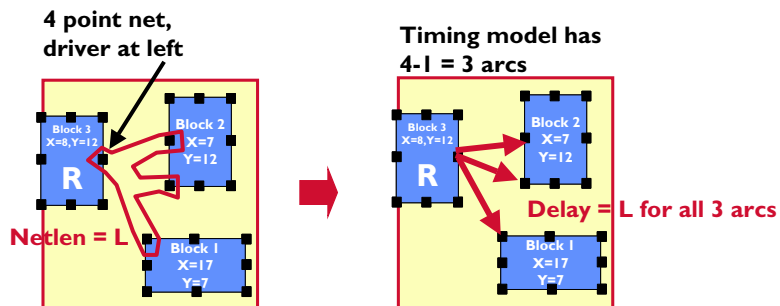 4 point net,
driver at left
Block 3
X=8,Y=12
R
Block 2
X=7
Y=12
Netlen = L
Block 1
X=17
Y=7
Timing model has
4-1 = 3 arcs
Block 3
X=8,Y=12
R
Block 2
X=7
Y=12
Delay = L for all 3 arcs
Block 1
X=17
Y=7